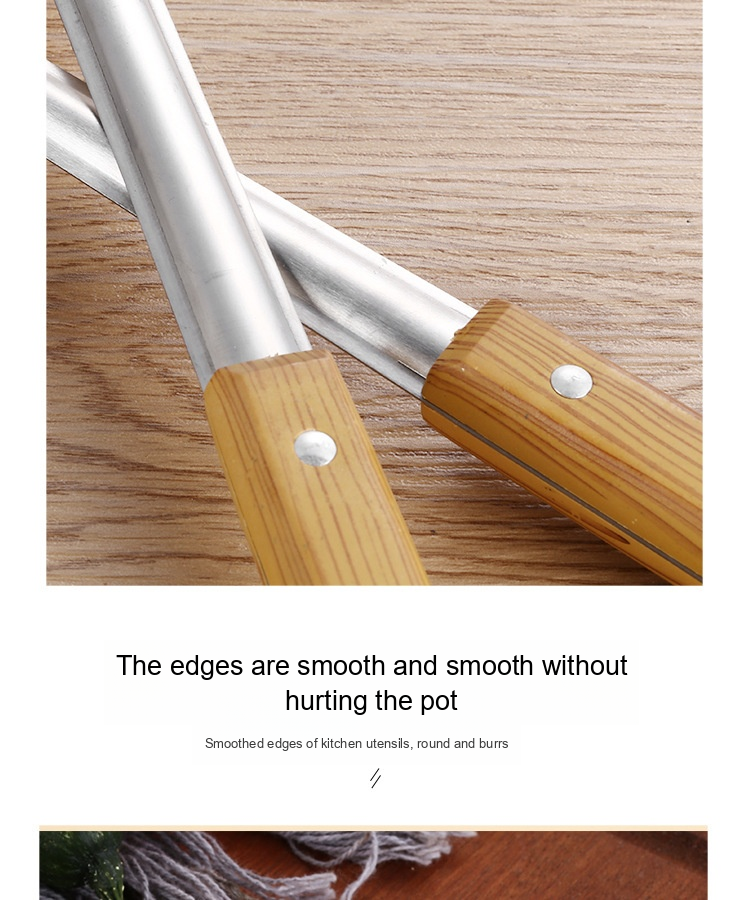 The edges are smooth and smooth without
hurting the pot
Smoothed edges of kitchen utensils, round and burrs